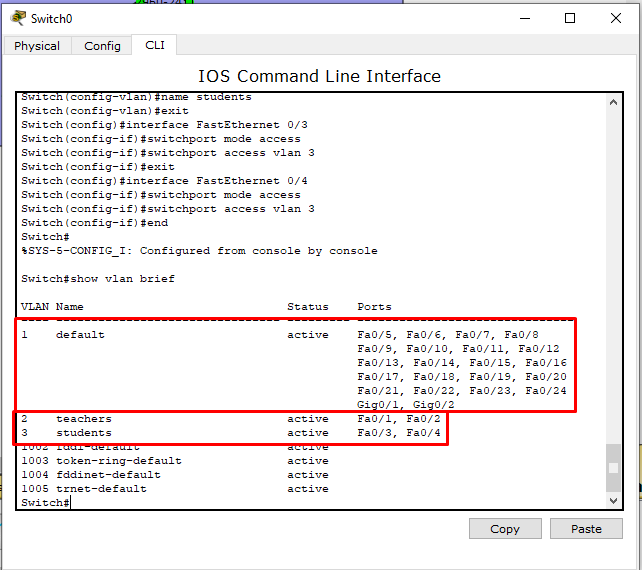 2960-24T
Switch0
Physical Config CLI
IOS Command Line Interface
Switch(config-vlan)#name students
Switch(config-vlan)#exit
Switch(config)#interface FastEthernet 0/3
Switch(config-if)#switchport mode access
Switch(config-if)#switchport access vlan 3
Switch(config-if)#exit
Switch(config)#interface FastEthernet 0/4
Switch(config-if)#switchport mode access
Switch(config-if)#switchport access vlan 3
Switch(config-if)#end
Switch#
%SYS-5-CONFIG_I: Configured from console by console
Switch#show vlan brief
VLAN Name Status Ports
1 default active Fa0/5, Fa0/6, Fa0/7, Fa0/8
Fa0/9, Fa0/10, Fa0/11, Fa0/12
Fa0/13, Fa0/14, Fa0/15, Fa0/16
Fa0/17, Fa0/18, Fa0/19, Fa0/20
Fa0/21, Fa0/22, Fa0/23, Fa0/24
Gig0/1, Gig0/2
2 teachers active Fa0/1, Fa0/2
3 students active Fa0/3, Fa0/4
1002 fddi-default active
1003 token-ring-default active
1004 fddinet-default active
1005 trnet-default active
Switch#
Copy Paste